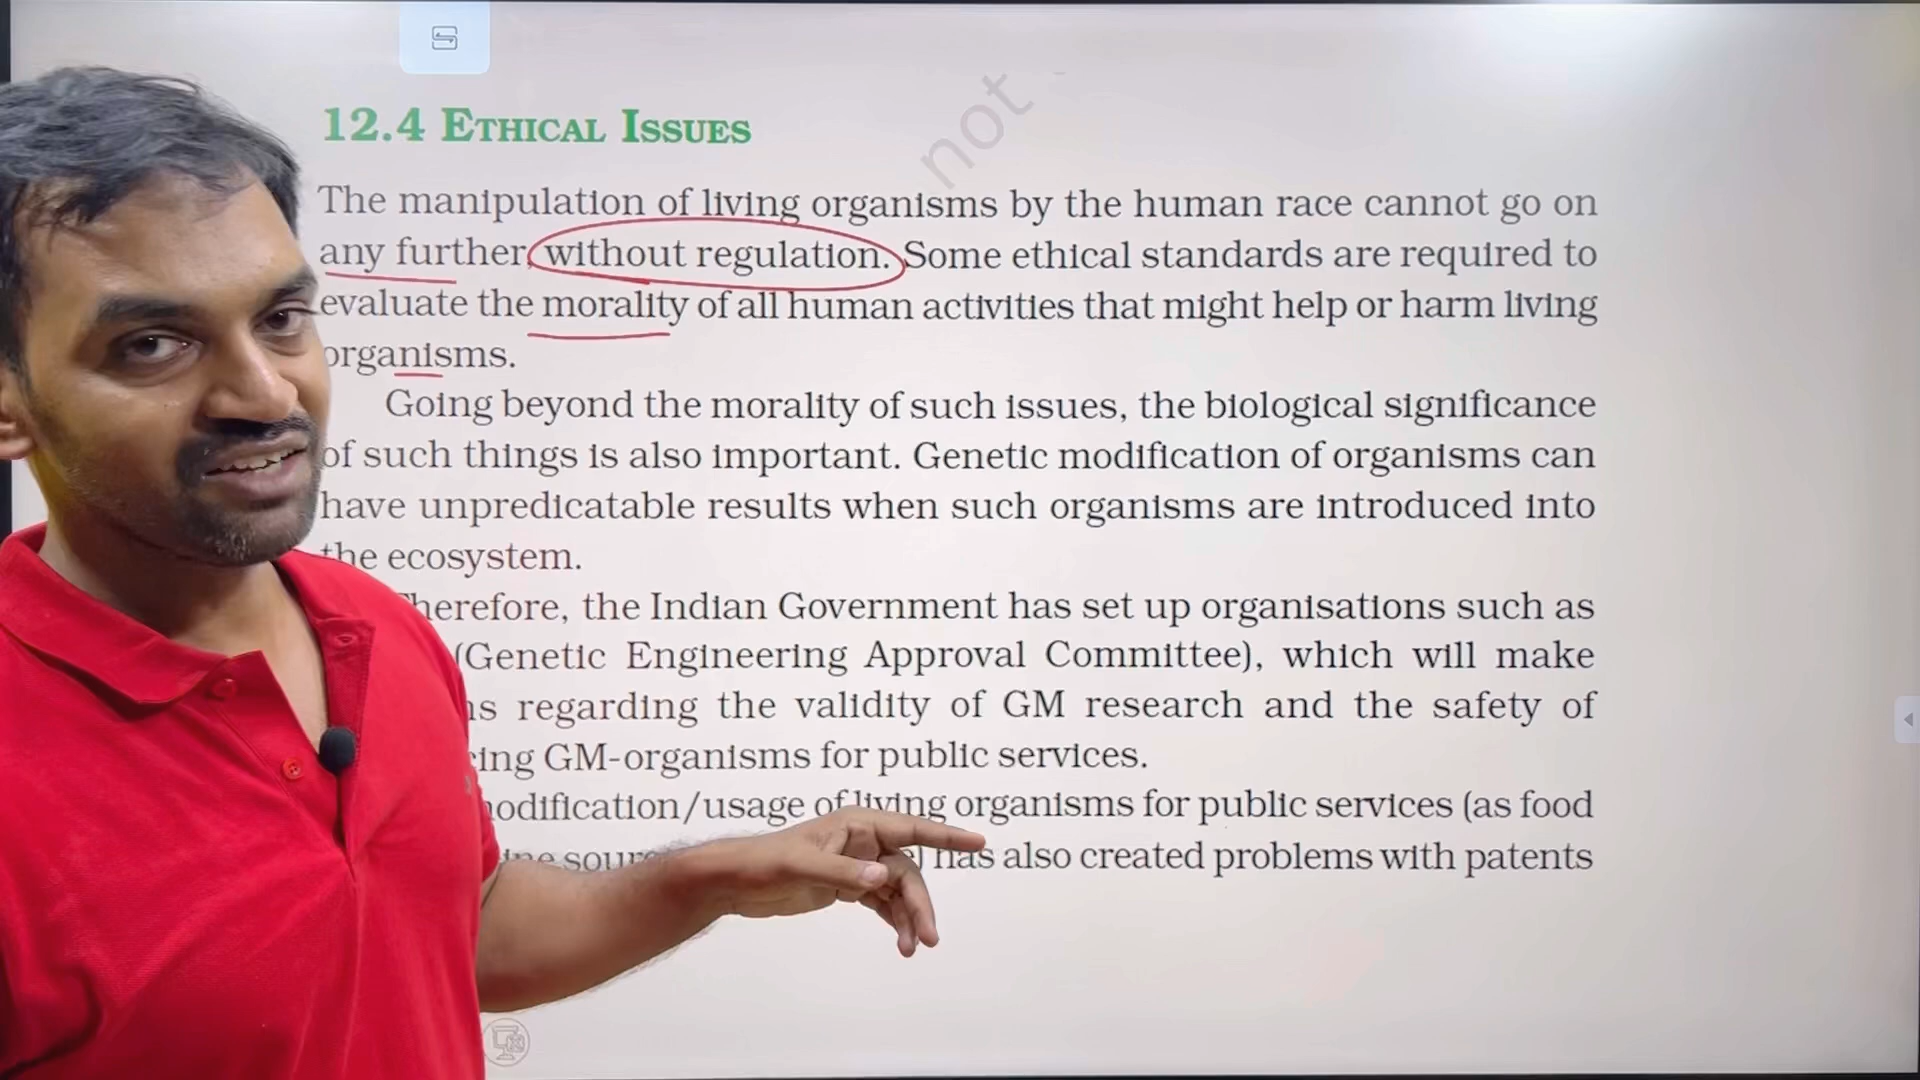 not
12.4 ETHICAL ISSUES
The manipulation of living organisms by the human race cannot go on
any further, without regulation. Some ethical standards are required to
evaluate the morality of all human activities that might help or harm living
organisms.
Going beyond the morality of such issues, the biological significance
of such things is also important. Genetic modification of organisms can
have unpredicatable results when such organisms are introduced into
the ecosystem.
Therefore, the Indian Government has set up organisations such as
(Genetic Engineering Approval Committee), which will make
regarding the validity of GM research and the safety of
GM-organisms for public services.
modification/usage of living organisms for public services (as food
has also created problems with patents